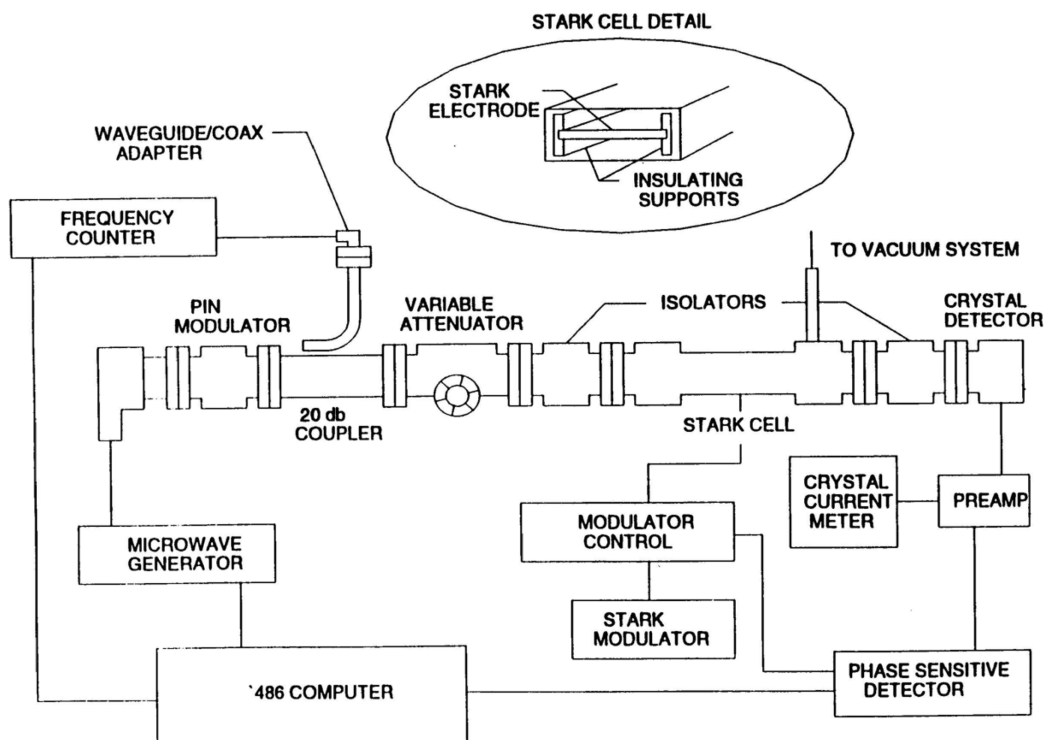 STARK CELL DETAIL
STARK
ELECTRODE
INSULATING
SUPPORTS
WAVEGUIDE/COAX
ADAPTER
FREQUENCY
COUNTER
TO VACUUM SYSTEM
PIN
MODULATOR
VARIABLE
ATTENUATOR
ISOLATORS
CRYSTAL
DETECTOR
20 db
COUPLER
STARK CELL
MICROWAVE
GENERATOR
MODULATOR
CONTROL
CRYSTAL
CURRENT
METER
PREAMP
STARK
MODULATOR
`486 COMPUTER
PHASE SENSITIVE
DETECTOR